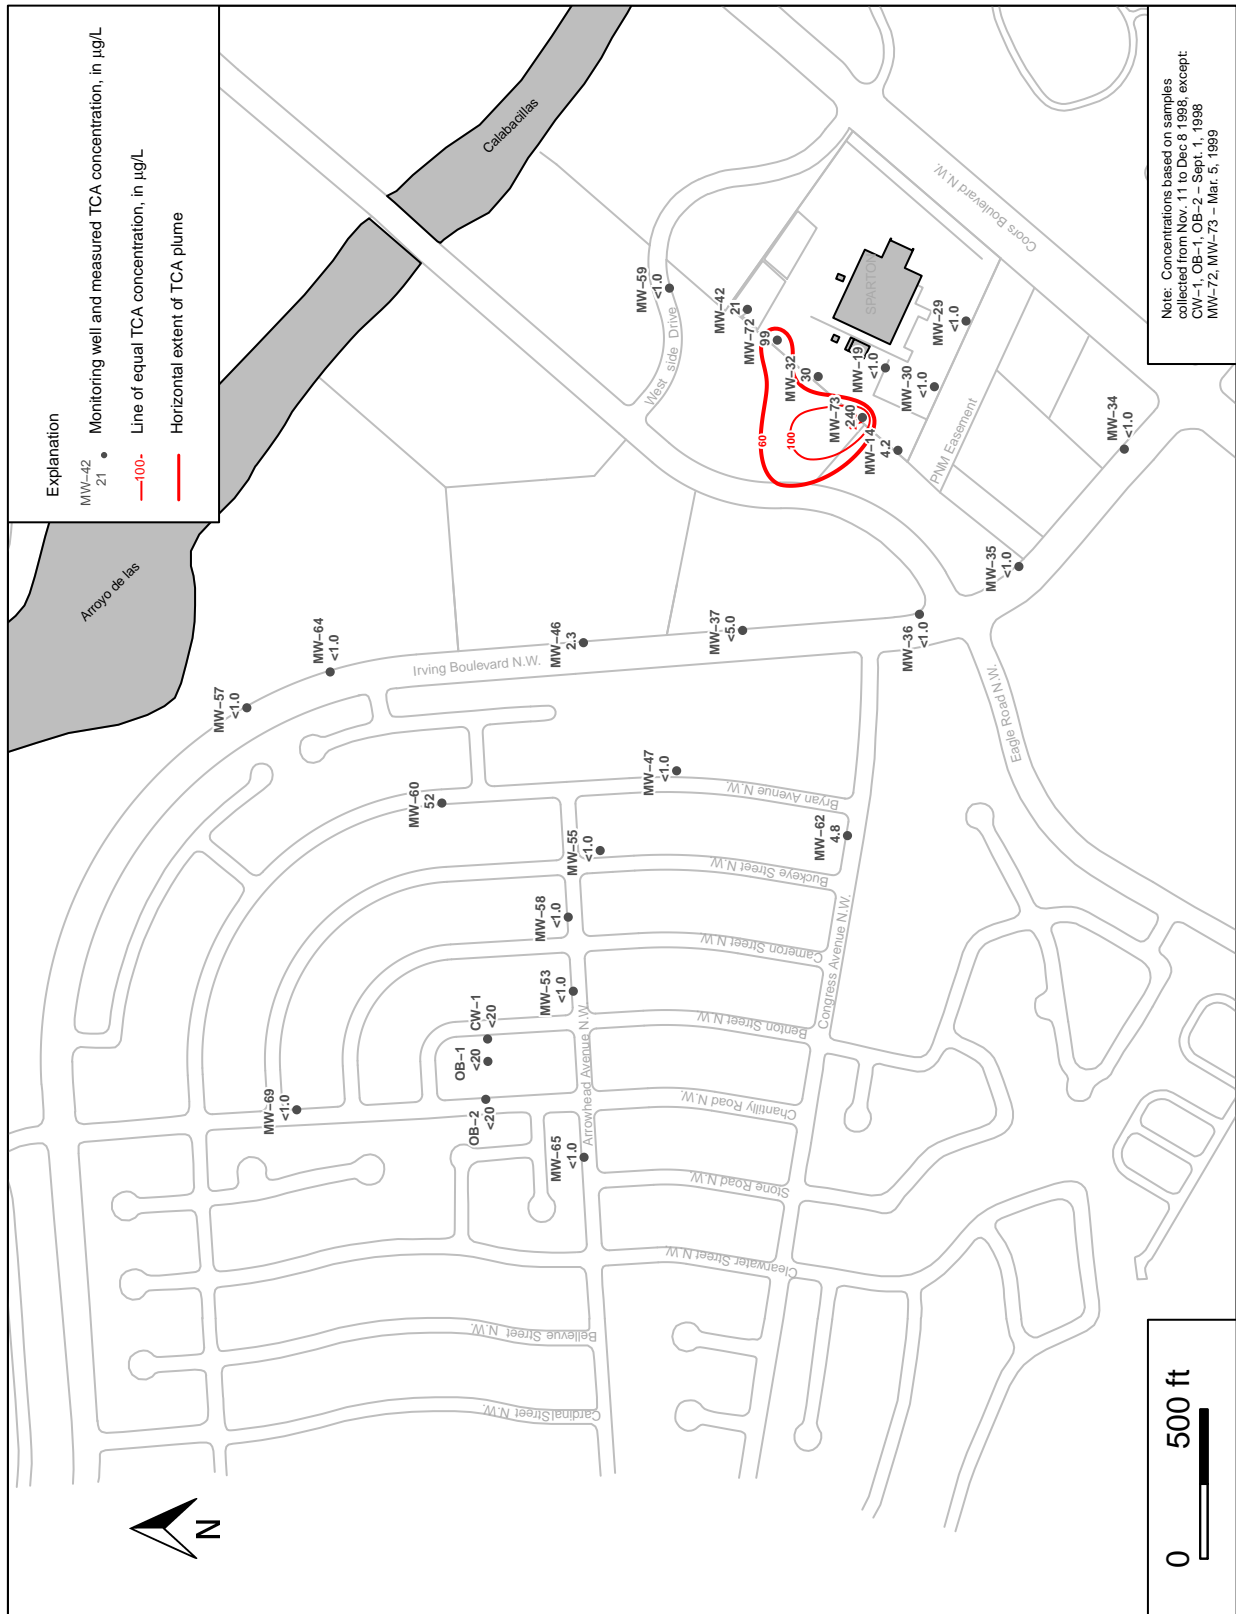 Explanation
MW−42
21
Monitoring well and measured TCA concentration, in µg/L
100
Line of equal TCA concentration, in µg/L
Horizontal extent of TCA plume
Calabacillas
Arroyo de las
MW−59
<1.0
West side Drive
MW−42
21
MW−72
99
MW−32
30
MW−73
240
MW−19
<1.0
MW−14
4.2
MW−30
<1.0
MW−29
<1.0
MW−34
<1.0
MW−35
<1.0
MW−36
<1.0
MW−37
<5.0
MW−46
2.3
MW−64
<1.0
MW−57
<1.0
60
100
SPARTON
Coors Boulevard N.W.
PNM Easement
Irving Boulevard N.W.
Eagle Road N.W.
MW−60
52
MW−47
<1.0
MW−55
<1.0
MW−62
4.8
MW−58
<1.0
MW−53
<1.0
CW−1
<20
OB−1
<20
OB−2
<20
MW−69
<1.0
MW−65
<1.0
Bryan Avenue N.W.
Buckeye Street N.W.
Cameron Street N.W.
Benton Street N.W.
Congress Avenue N.W.
Arrowhead Avenue N.W.
Chantilly Road N.W.
Stone Road N.W.
Clearwater Street N.W.
Bellevue Street N.W.
Cardinal Street N.W.
N
0 500 ft
Note: Concentrations based on samples
collected from Nov. 11 to Dec 8 1998, except:
CW−1, OB−1, OB−2 − Sept. 1, 1998
MW−72, MW−73 − Mar. 5, 1999